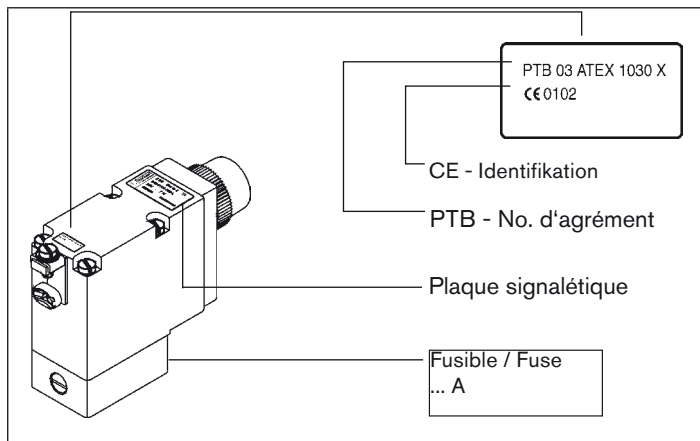 PTB 03 ATEX 1030 X
CE 0102
CE - Identifikation
PTB - No. d'agrément
Plaque signalétique
Fusible / Fuse
... A